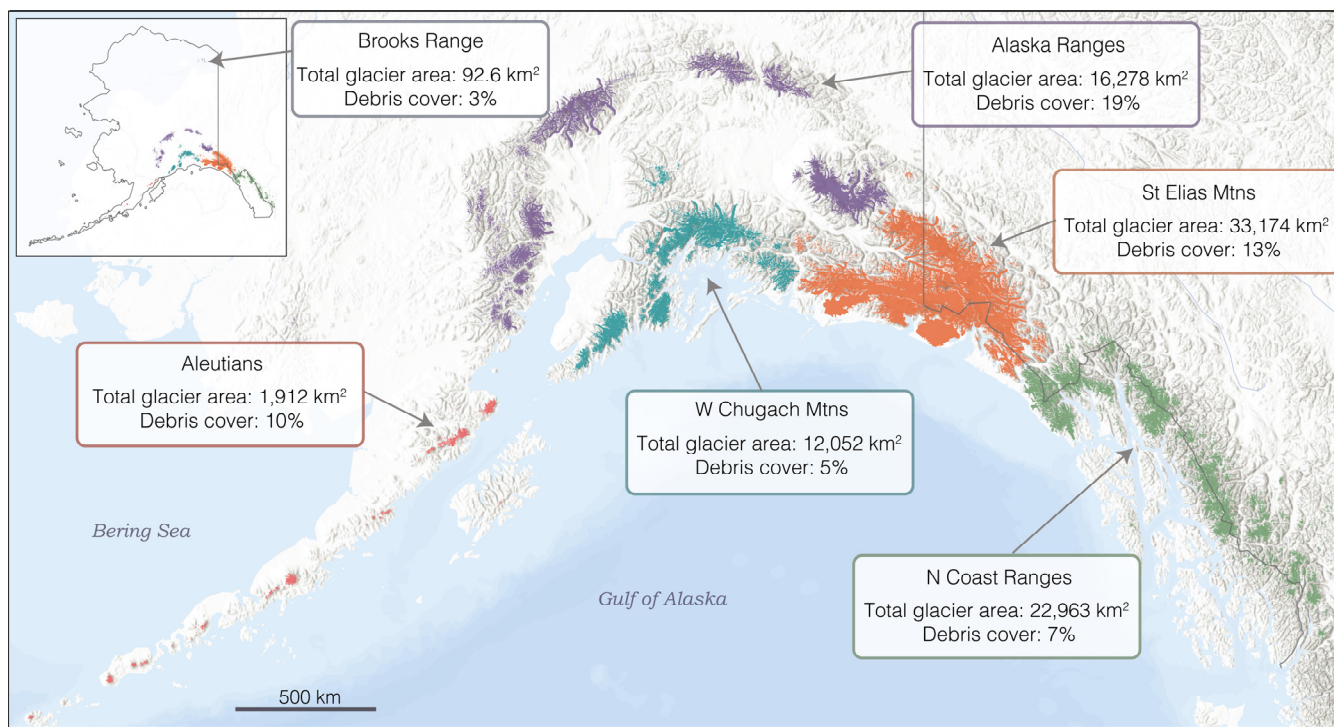 Brooks Range
Total glacier area: 92.6 km²
Debris cover: 3%
Alaska Ranges
Total glacier area: 16,278 km²
Debris cover: 19%
St Elias Mtns
Total glacier area: 33,174 km²
Debris cover: 13%
Aleutians
Total glacier area: 1,912 km²
Debris cover: 10%
W Chugach Mtns
Total glacier area: 12,052 km²
Debris cover: 5%
Bering Sea
Gulf of Alaska
N Coast Ranges
Total glacier area: 22,963 km²
Debris cover: 7%
500 km